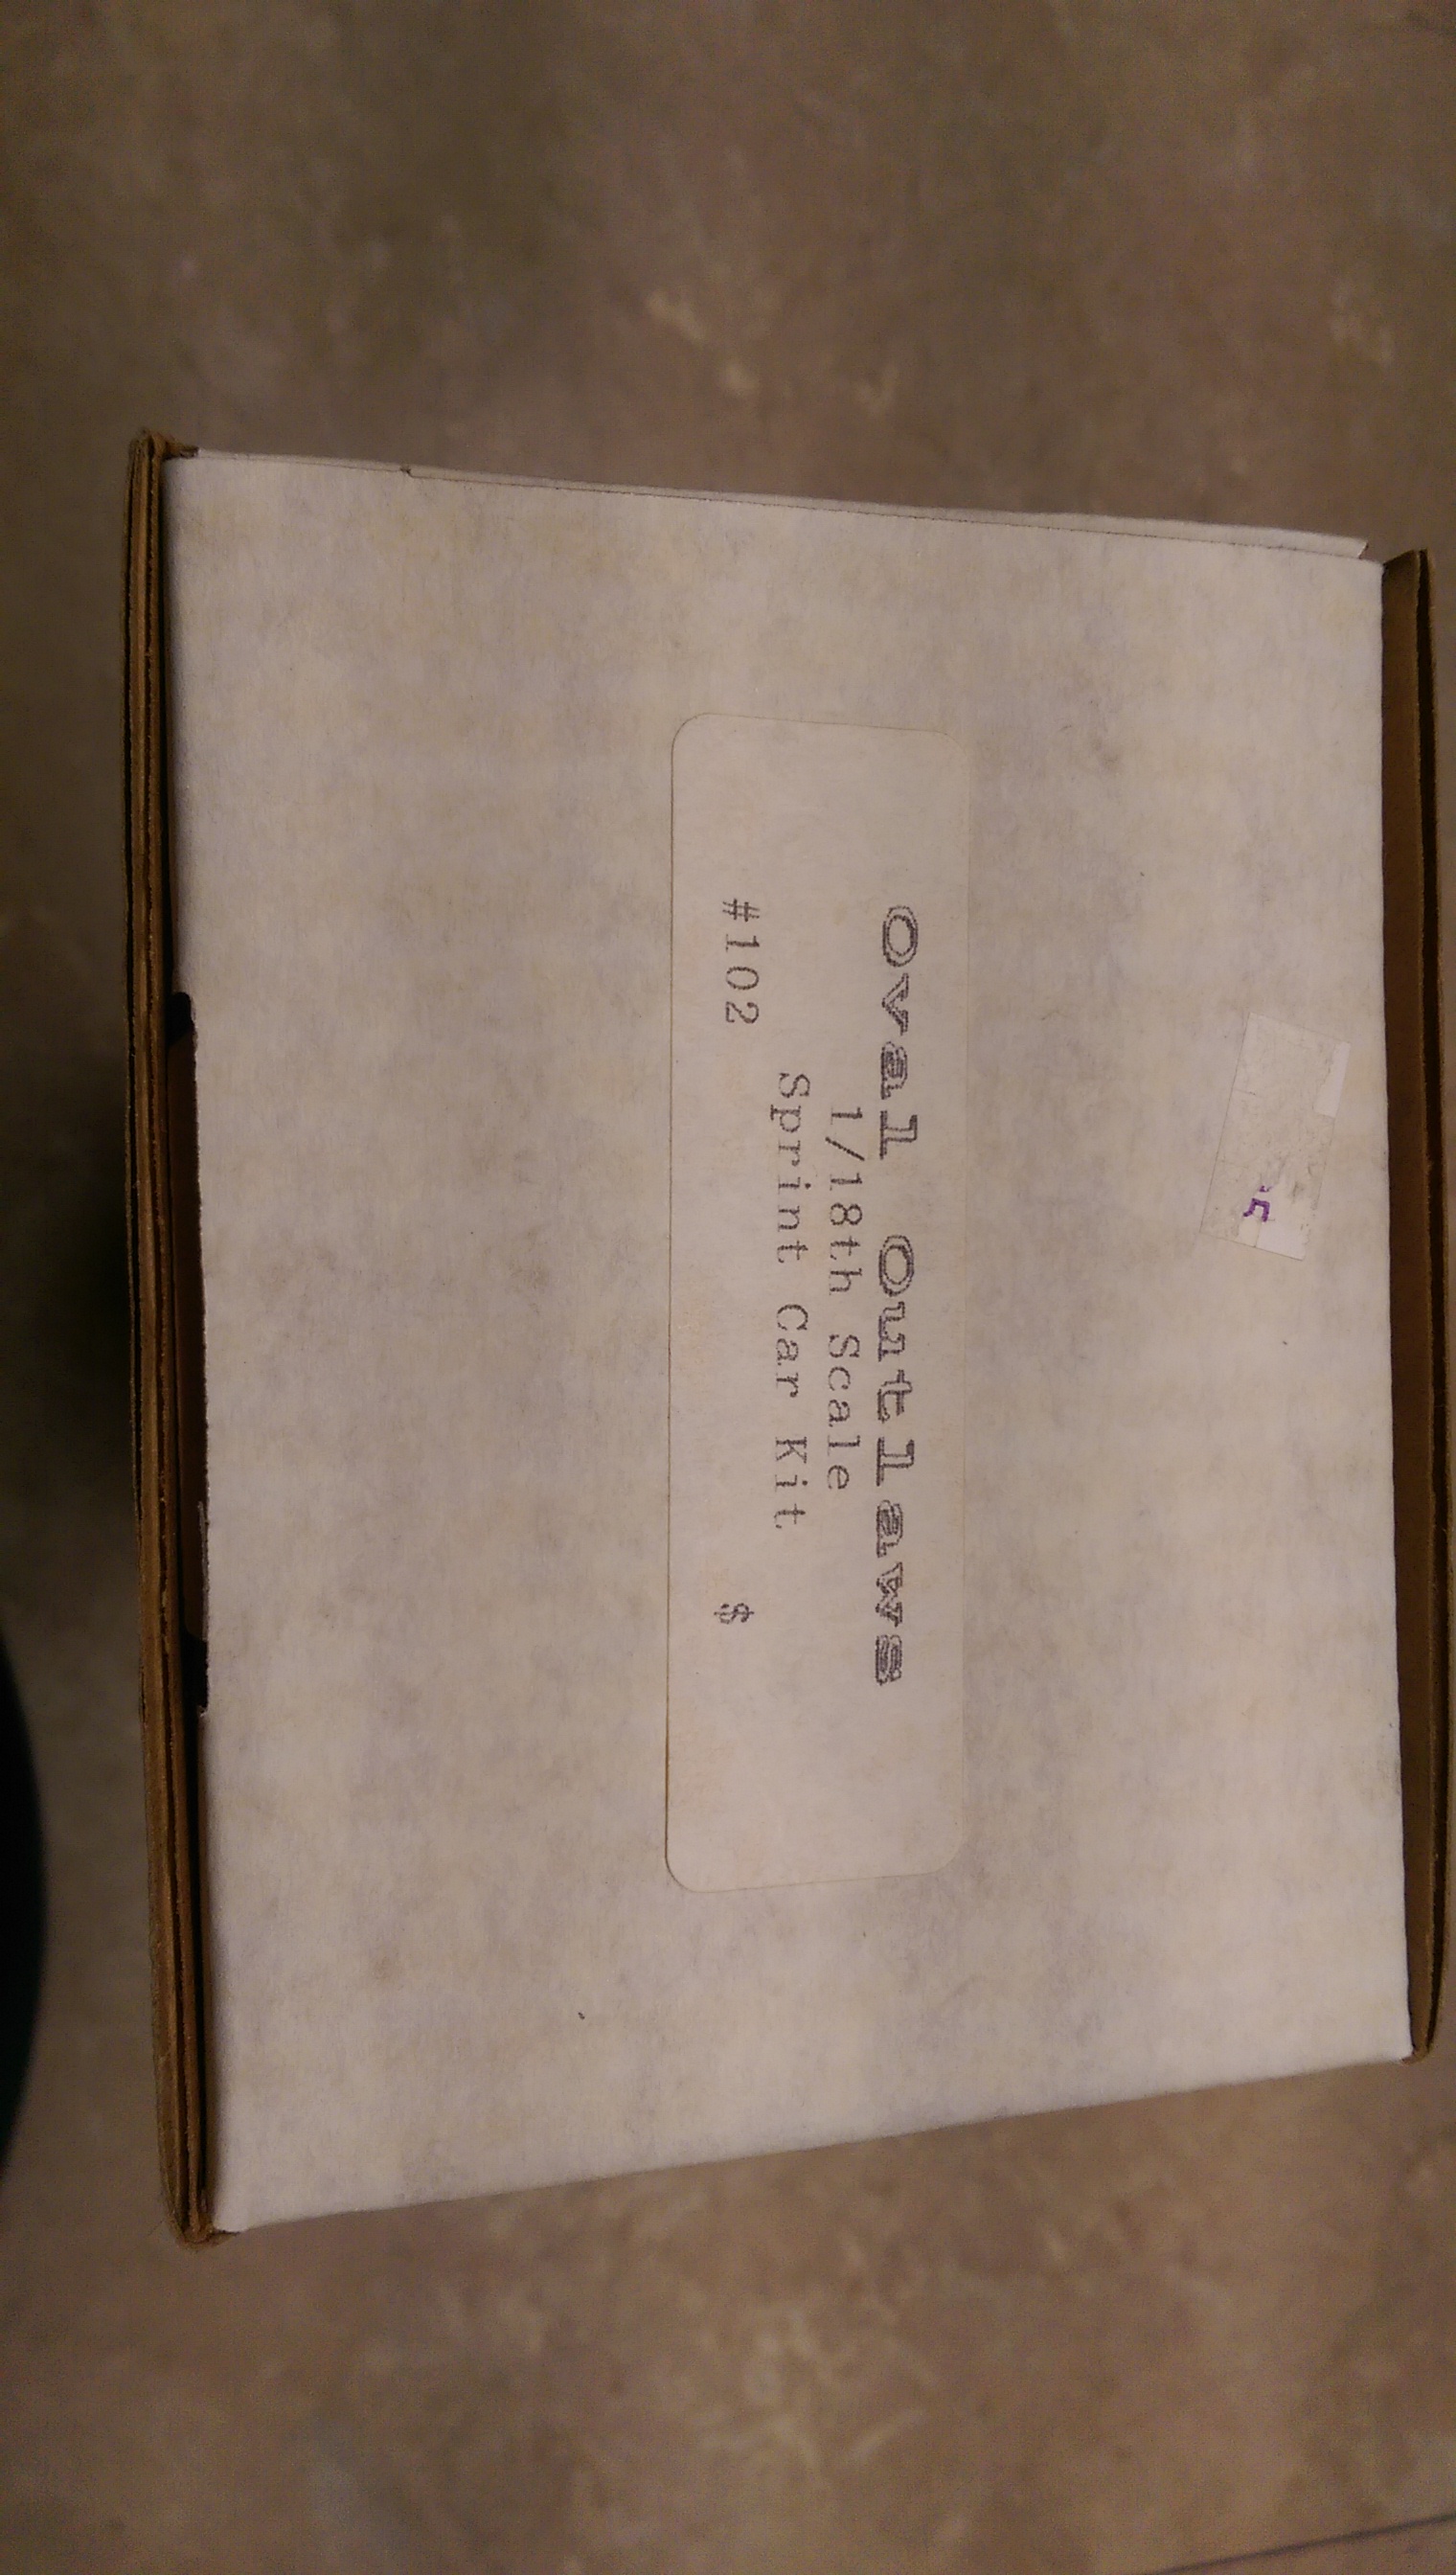 Oval Outlaws
1/18th Scale
Sprint Car Kit
#102 $